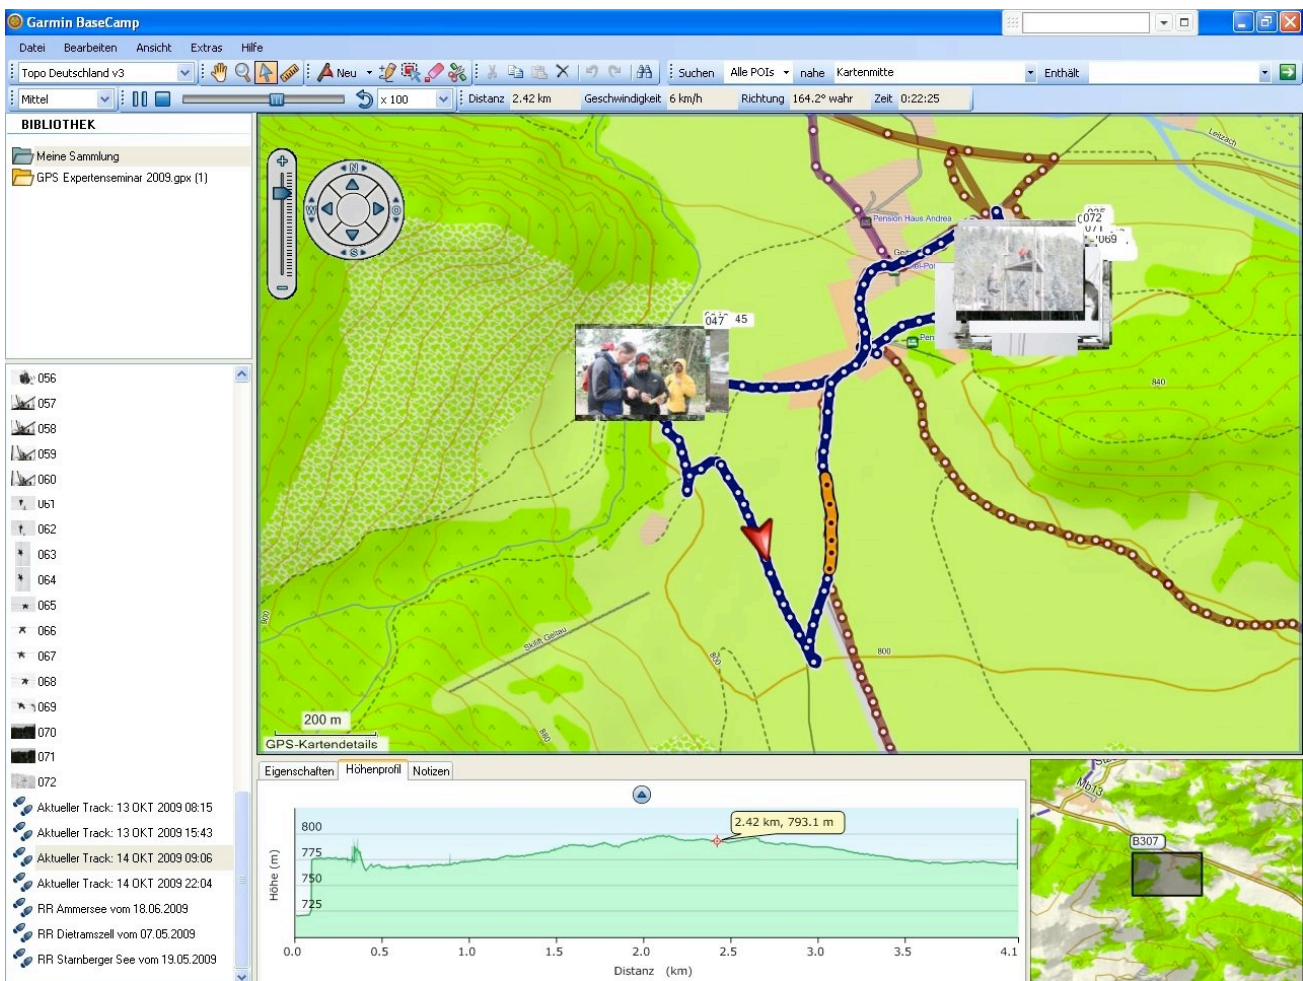 Garmin BaseCamp
Datei Bearbeiten Ansicht Extras Hilfe
Topo Deutschland v3 Neu Suchen Alle POIs nahe Kartenmitte Enthält
Mittel x 100 Distanz 2.42 km Geschwindigkeit 6 km/h Richtung 164.2° wahr Zeit 0:22:25
BIBLIOTHEK
Meine Sammlung
GPS Expertenseminar 2009.gpx (1)
056
057
058
059
060
061
062
063
064
065
066
067
068
069
070
071
072
Aktueller Track: 13 OKT 2009 08:15
Aktueller Track: 13 OKT 2009 15:43
Aktueller Track: 14 OKT 2009 09:06
Aktueller Track: 14 OKT 2009 22:04
RR Ammersee vom 18.06.2009
RR Dietramszell vom 07.05.2009
RR Starnberger See vom 19.05.2009
N
W O
S
Leitzach
Pension Haus Andrea
072
071
069
047 45
840
800
Skilift Geitau
800
800
880
200 m
GPS-Kartendetails
Eigenschaften Höhenprofil Notizen
2.42 km, 793.1 m
800
775
750
725
Höhe (m)
0.0 0.5 1.0 1.5 2.0 2.5 3.0 3.5 4.1
Distanz (km)
Mb13
B307